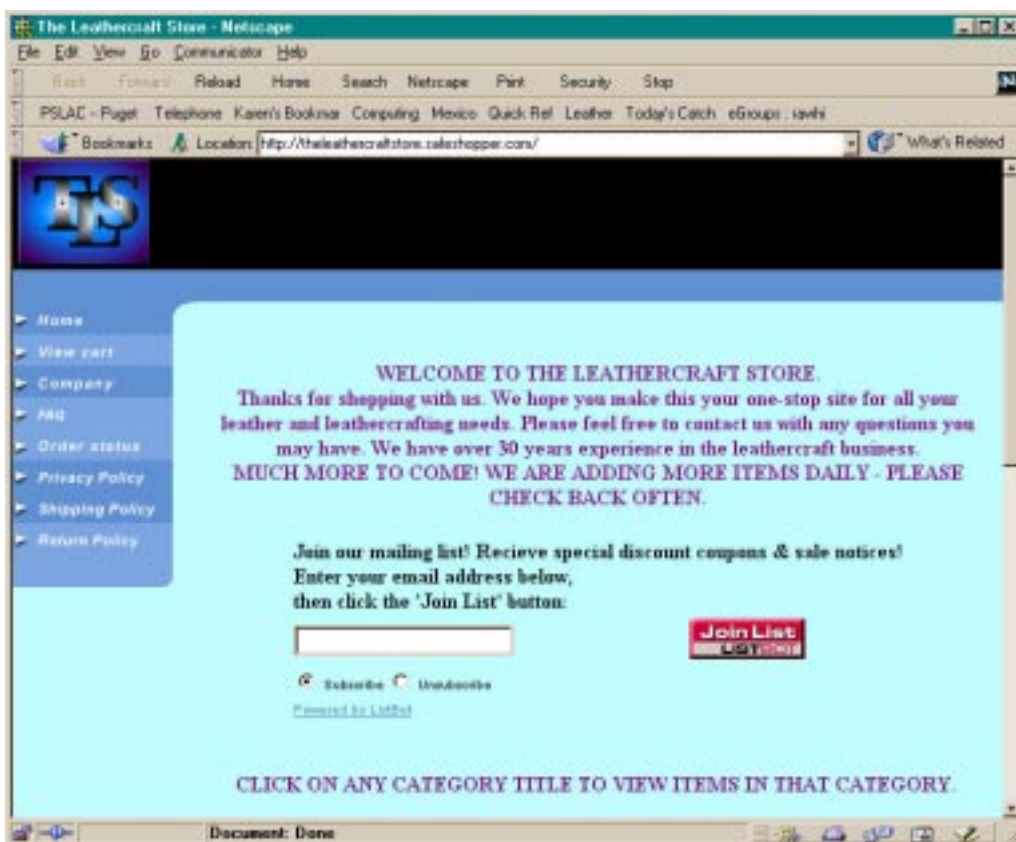 The Leathercraft Store - Netscape
File Edit View Go Communicator Help
Back Forward Reload Home Search Netscape Print Security Stop
PSLAC - Puget Telephone Karen's Bookmar Computing Mexico Quick Ref Leather Today's Catch eGroups : rawhi
Bookmarks Location: http://theleathercraftstore.saleshopper.com/ What's Related
TLS
Home
View cart
Company
FAQ
Order status
Privacy Policy
Shipping Policy
Return Policy
WELCOME TO THE LEATHERCRAFT STORE.
Thanks for shopping with us. We hope you make this your one-stop site for all your
leather and leathercrafting needs. Please feel free to contact us with any questions you
may have. We have over 30 years experience in the leathercraft business.
MUCH MORE TO COME! WE ARE ADDING MORE ITEMS DAILY - PLEASE
CHECK BACK OFTEN.
Join our mailing list! Recieve special discount coupons & sale notices!
Enter your email address below,
then click the 'Join List' button:
Join List
LISTBOT
Subscribe Unsubscribe
Powered by ListBot
CLICK ON ANY CATEGORY TITLE TO VIEW ITEMS IN THAT CATEGORY.
Document: Done